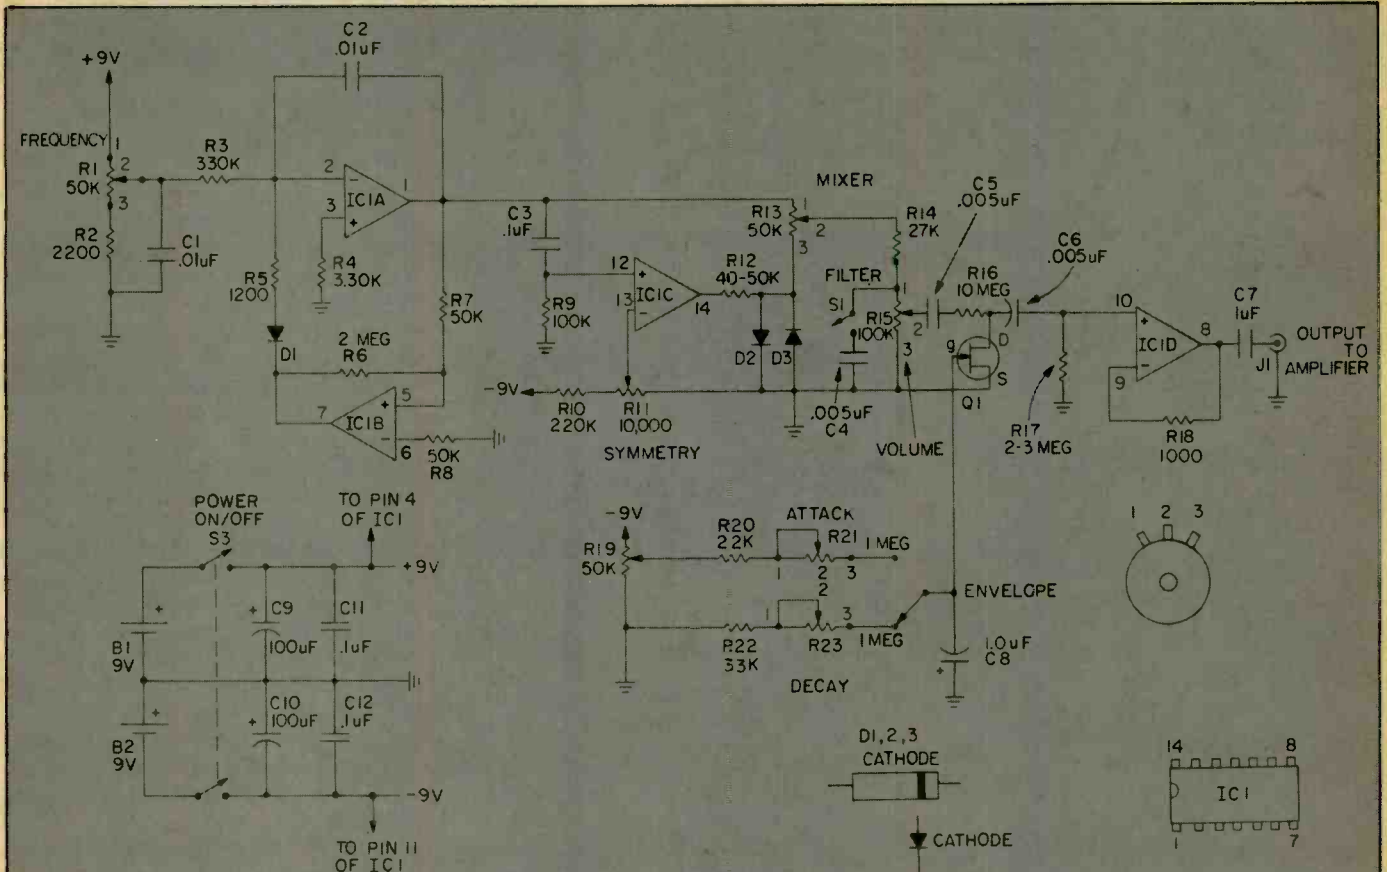 C2
.01uF
+9V
FREQUENCY
1
2
3
R1
50K
R2
2200
C1
.01uF
R3
330K
2
3
1
IC1A
R4
3.30K
R5
1200
D1
2 MEG
R6
R7
50K
7
5
6
IC1B
50K
R8
C3
.1uF
R9
100K
12
13
14
IC1C
R12
40-50K
D2
D3
-9V
R10
220K
R11
10,000
SYMMETRY
MIXER
R13
50K
1
2
3
R14
27K
FILTER
S1
.005uF
C4
R15
100K
1
2
3
VOLUME
C5
.005uF
R16
10 MEG
g
D
S
Q1
C6
.005uF
R17
2-3 MEG
10
9
8
IC1D
R18
1000
C7
1uF
J1
OUTPUT
TO
AMPLIFIER
POWER
ON/OFF
S3
TO PIN 4
OF IC1
+9V
B1
9V
+
C9
100uF
+
C11
.1uF
B2
9V
+
C10
100uF
+
C12
.1uF
-9V
TO PIN 11
OF IC1
-9V
R19
50K
R20
22K
ATTACK
R21
1 MEG
1
2
3
R22
33K
R23
1 MEG
1
2
3
DECAY
ENVELOPE
1.0uF
C8
+
D1,2,3
CATHODE
CATHODE
1 2 3
14 8
IC1
1 7